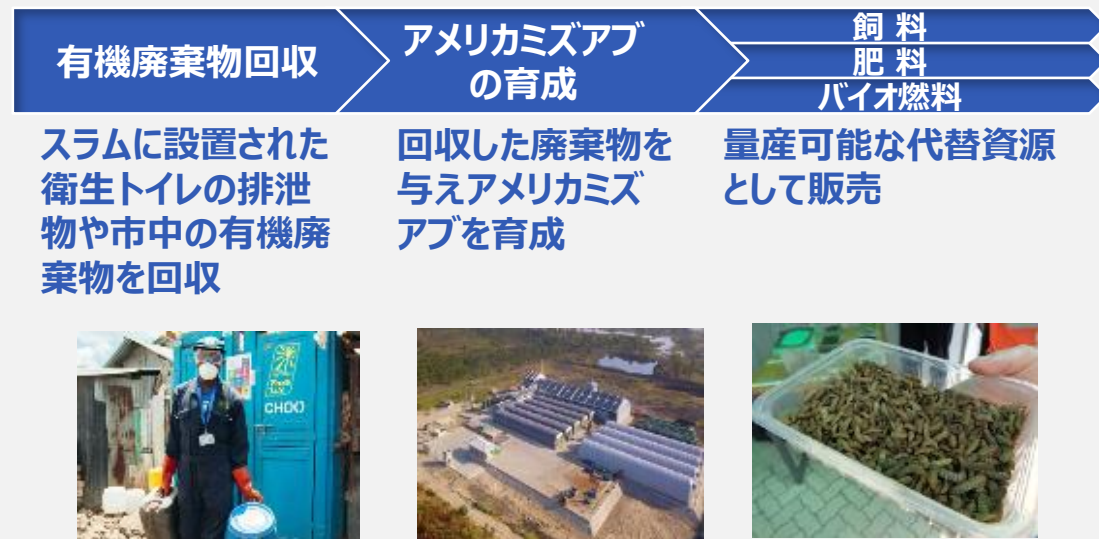 有機廃棄物回収
アメリカミズアブ
の育成
飼 料
肥 料
バイオ燃料
スラムに設置された
衛生トイレの排泄
物や市中の有機廃
棄物を回収
回収した廃棄物を
与えアメリカミズ
アブを育成
量産可能な代替資源
として販売
CHOO